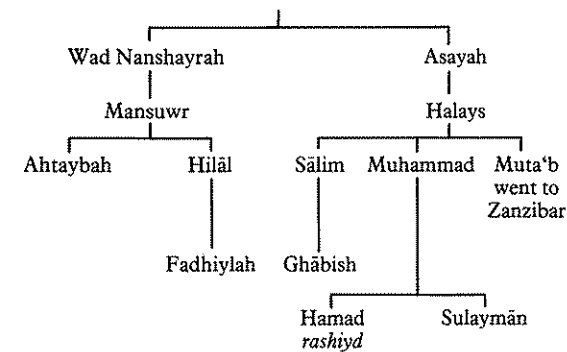 Wad Nanshayrah Asayah
Mansuwr Halays
Ahtaybah Hilāl Sālim Muhammad Muta‘b
went to
Zanzibar
Fadhiylah Ghābish
Hamad Sulaymān
rashiyd